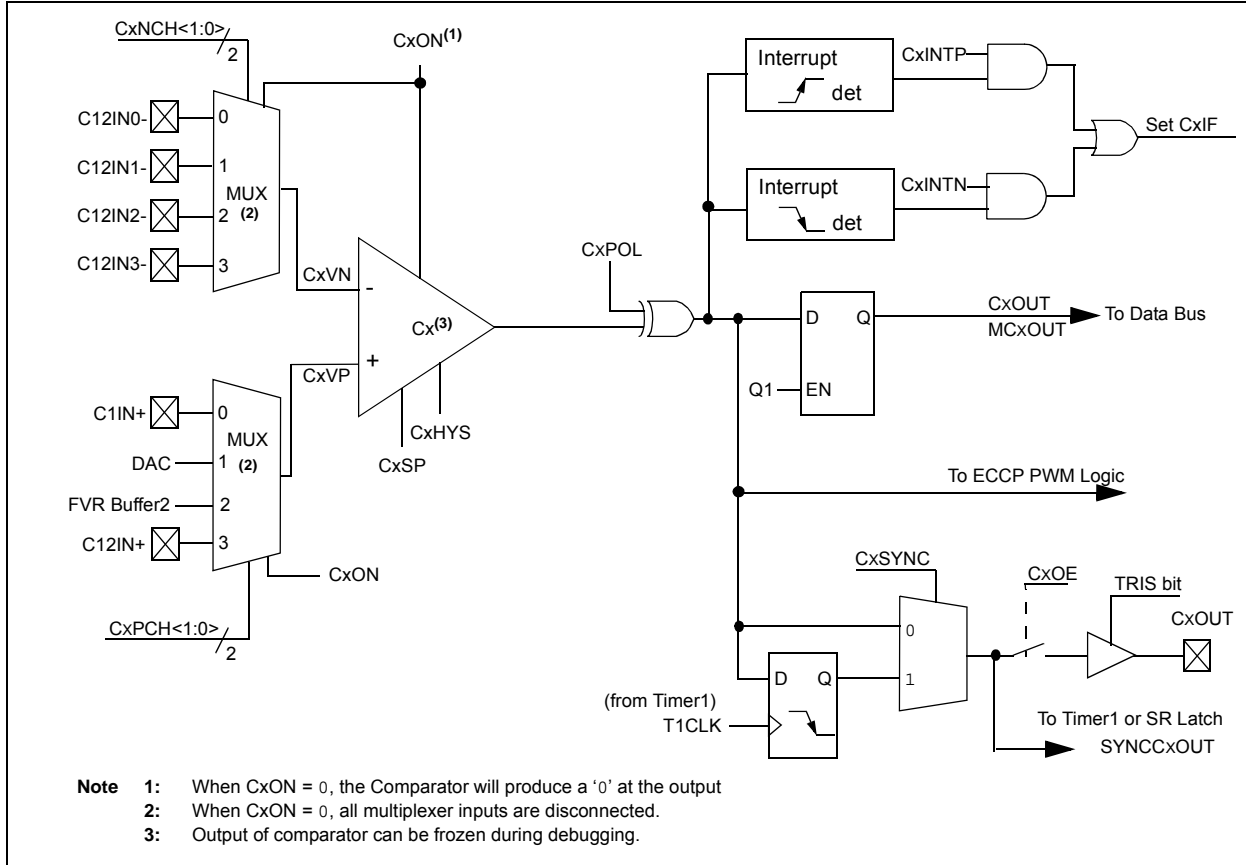 CxNCH<1:0>
2
CxON(1)
C12IN0-
0
C12IN1-
1
MUX
(2)
C12IN2-
2
C12IN3-
3
CxVN
-
Cx(3)
+
CxVP
CxHYS
CxSP
C1IN+
0
MUX
(2)
DAC
1
FVR Buffer2
2
C12IN+
3
CxON
CxPCH<1:0>
2
CxPOL
Interrupt
det
CxINTP
Set CxIF
Interrupt
det
CxINTN
D
Q
Q1
EN
CxOUT
MCxOUT
To Data Bus
To ECCP PWM Logic
CxSYNC
0
1
D
Q
(from Timer1)
T1CLK
CxOE
TRIS bit
CxOUT
To Timer1 or SR Latch
SYNCCxOUT
Note 1: When CxON = 0, the Comparator will produce a ‘0’ at the output
2: When CxON = 0, all multiplexer inputs are disconnected.
3: Output of comparator can be frozen during debugging.